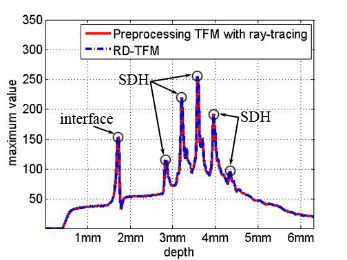 350
300
250
200
150
100
50
maximum value
Preprocessing TFM with ray-tracing
RD-TFM
SDH
interface
SDH
1mm 2mm 3mm 4mm 5mm 6mm
depth